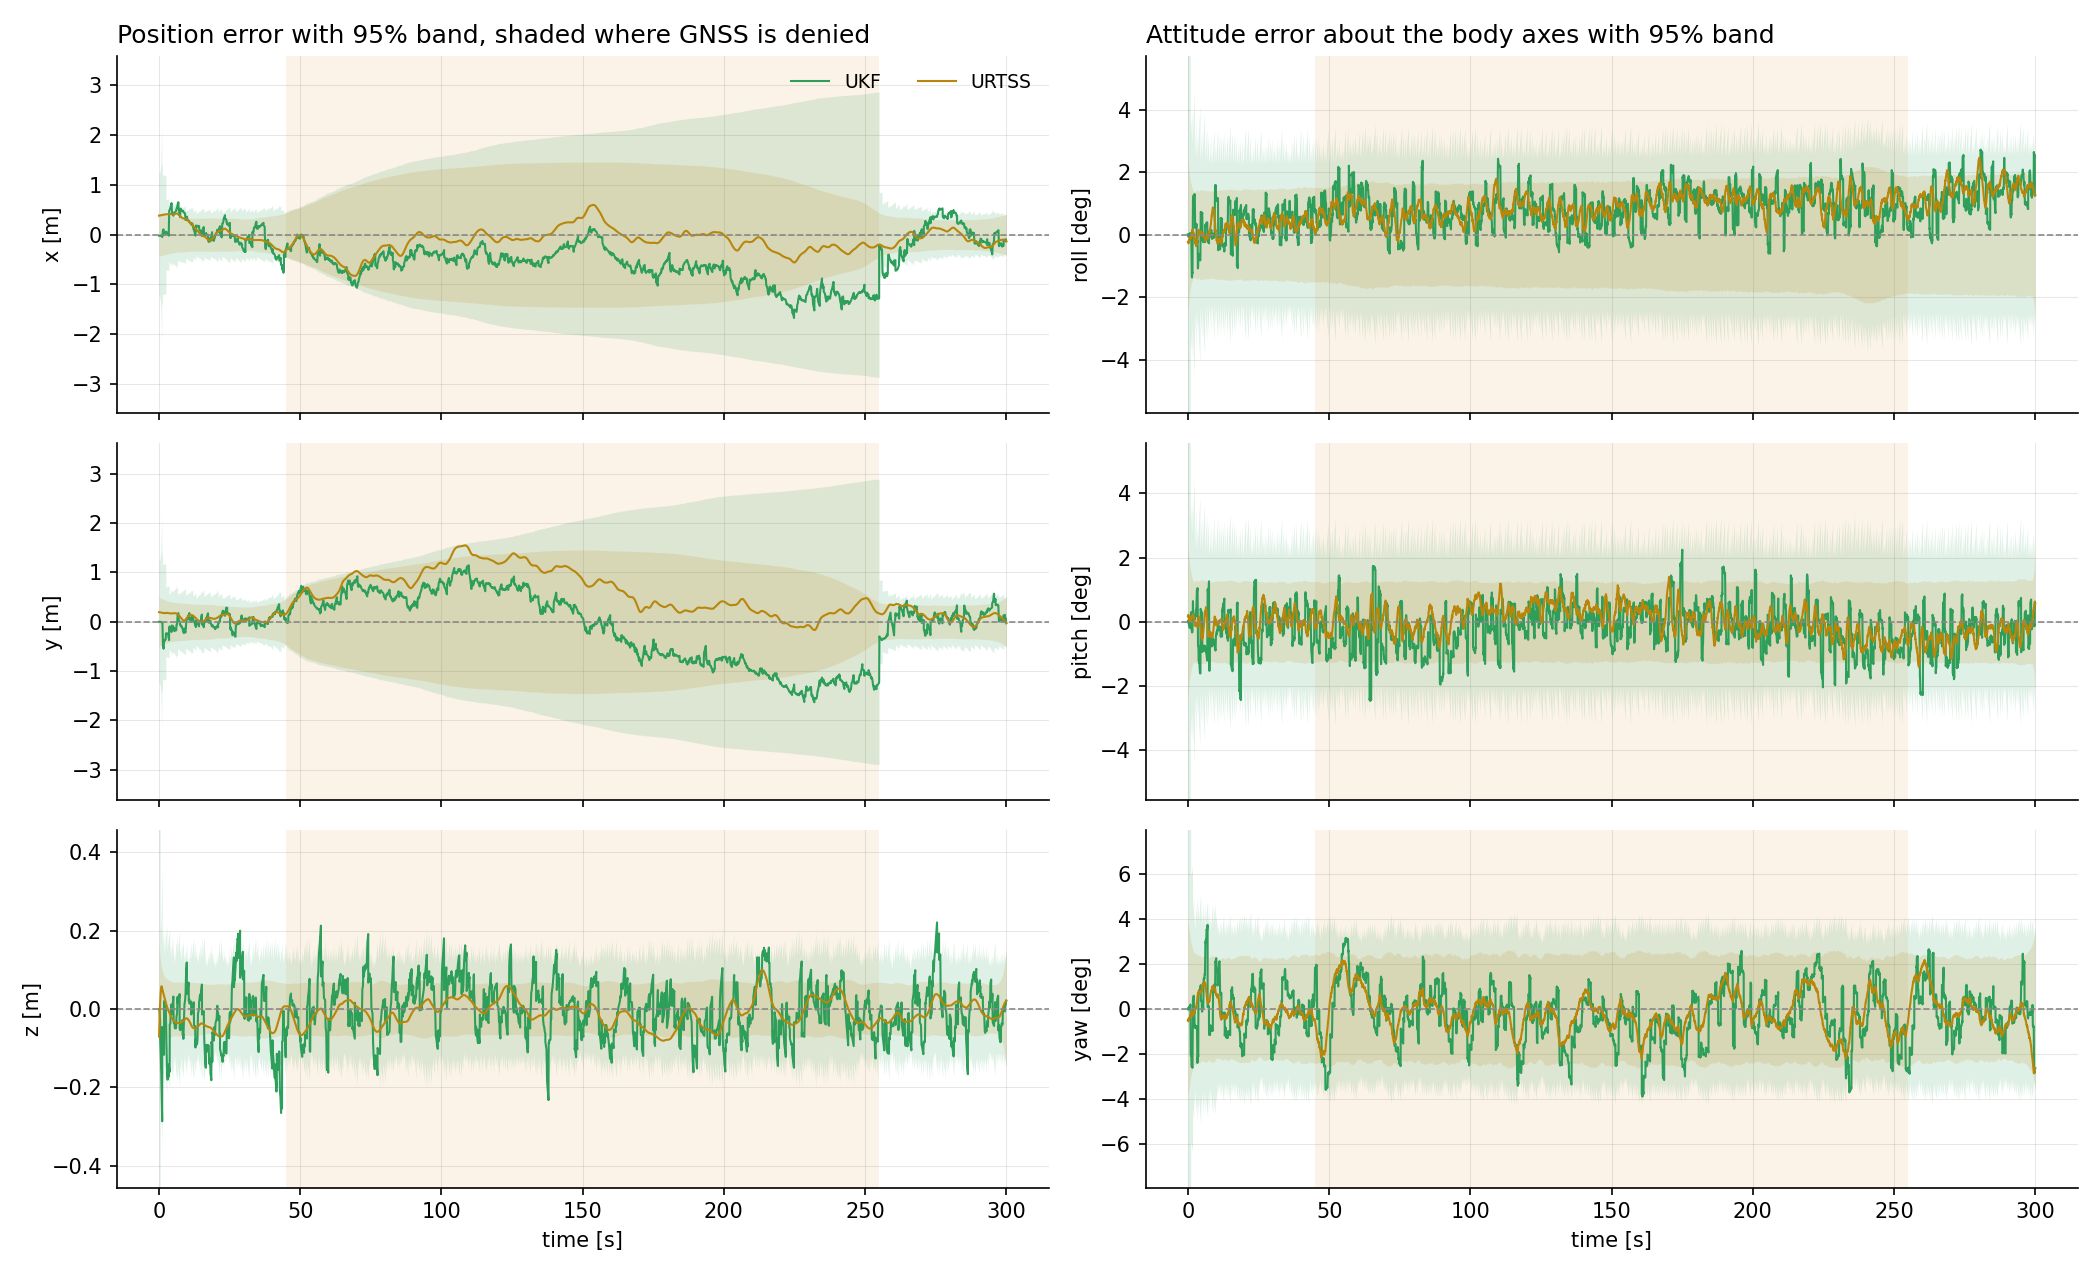 Position error with 95% band, shaded where GNSS is denied
UKF URTSS
3
2
1
0
−1
−2
−3
x [m]
3
2
1
0
−1
−2
−3
y [m]
0.4
0.2
0.0
−0.2
−0.4
z [m]
0 50 100 150 200 250 300
time [s]
Attitude error about the body axes with 95% band
4
2
0
−2
−4
roll [deg]
4
2
0
−2
−4
pitch [deg]
6
4
2
0
−2
−4
−6
yaw [deg]
0 50 100 150 200 250 300
time [s]